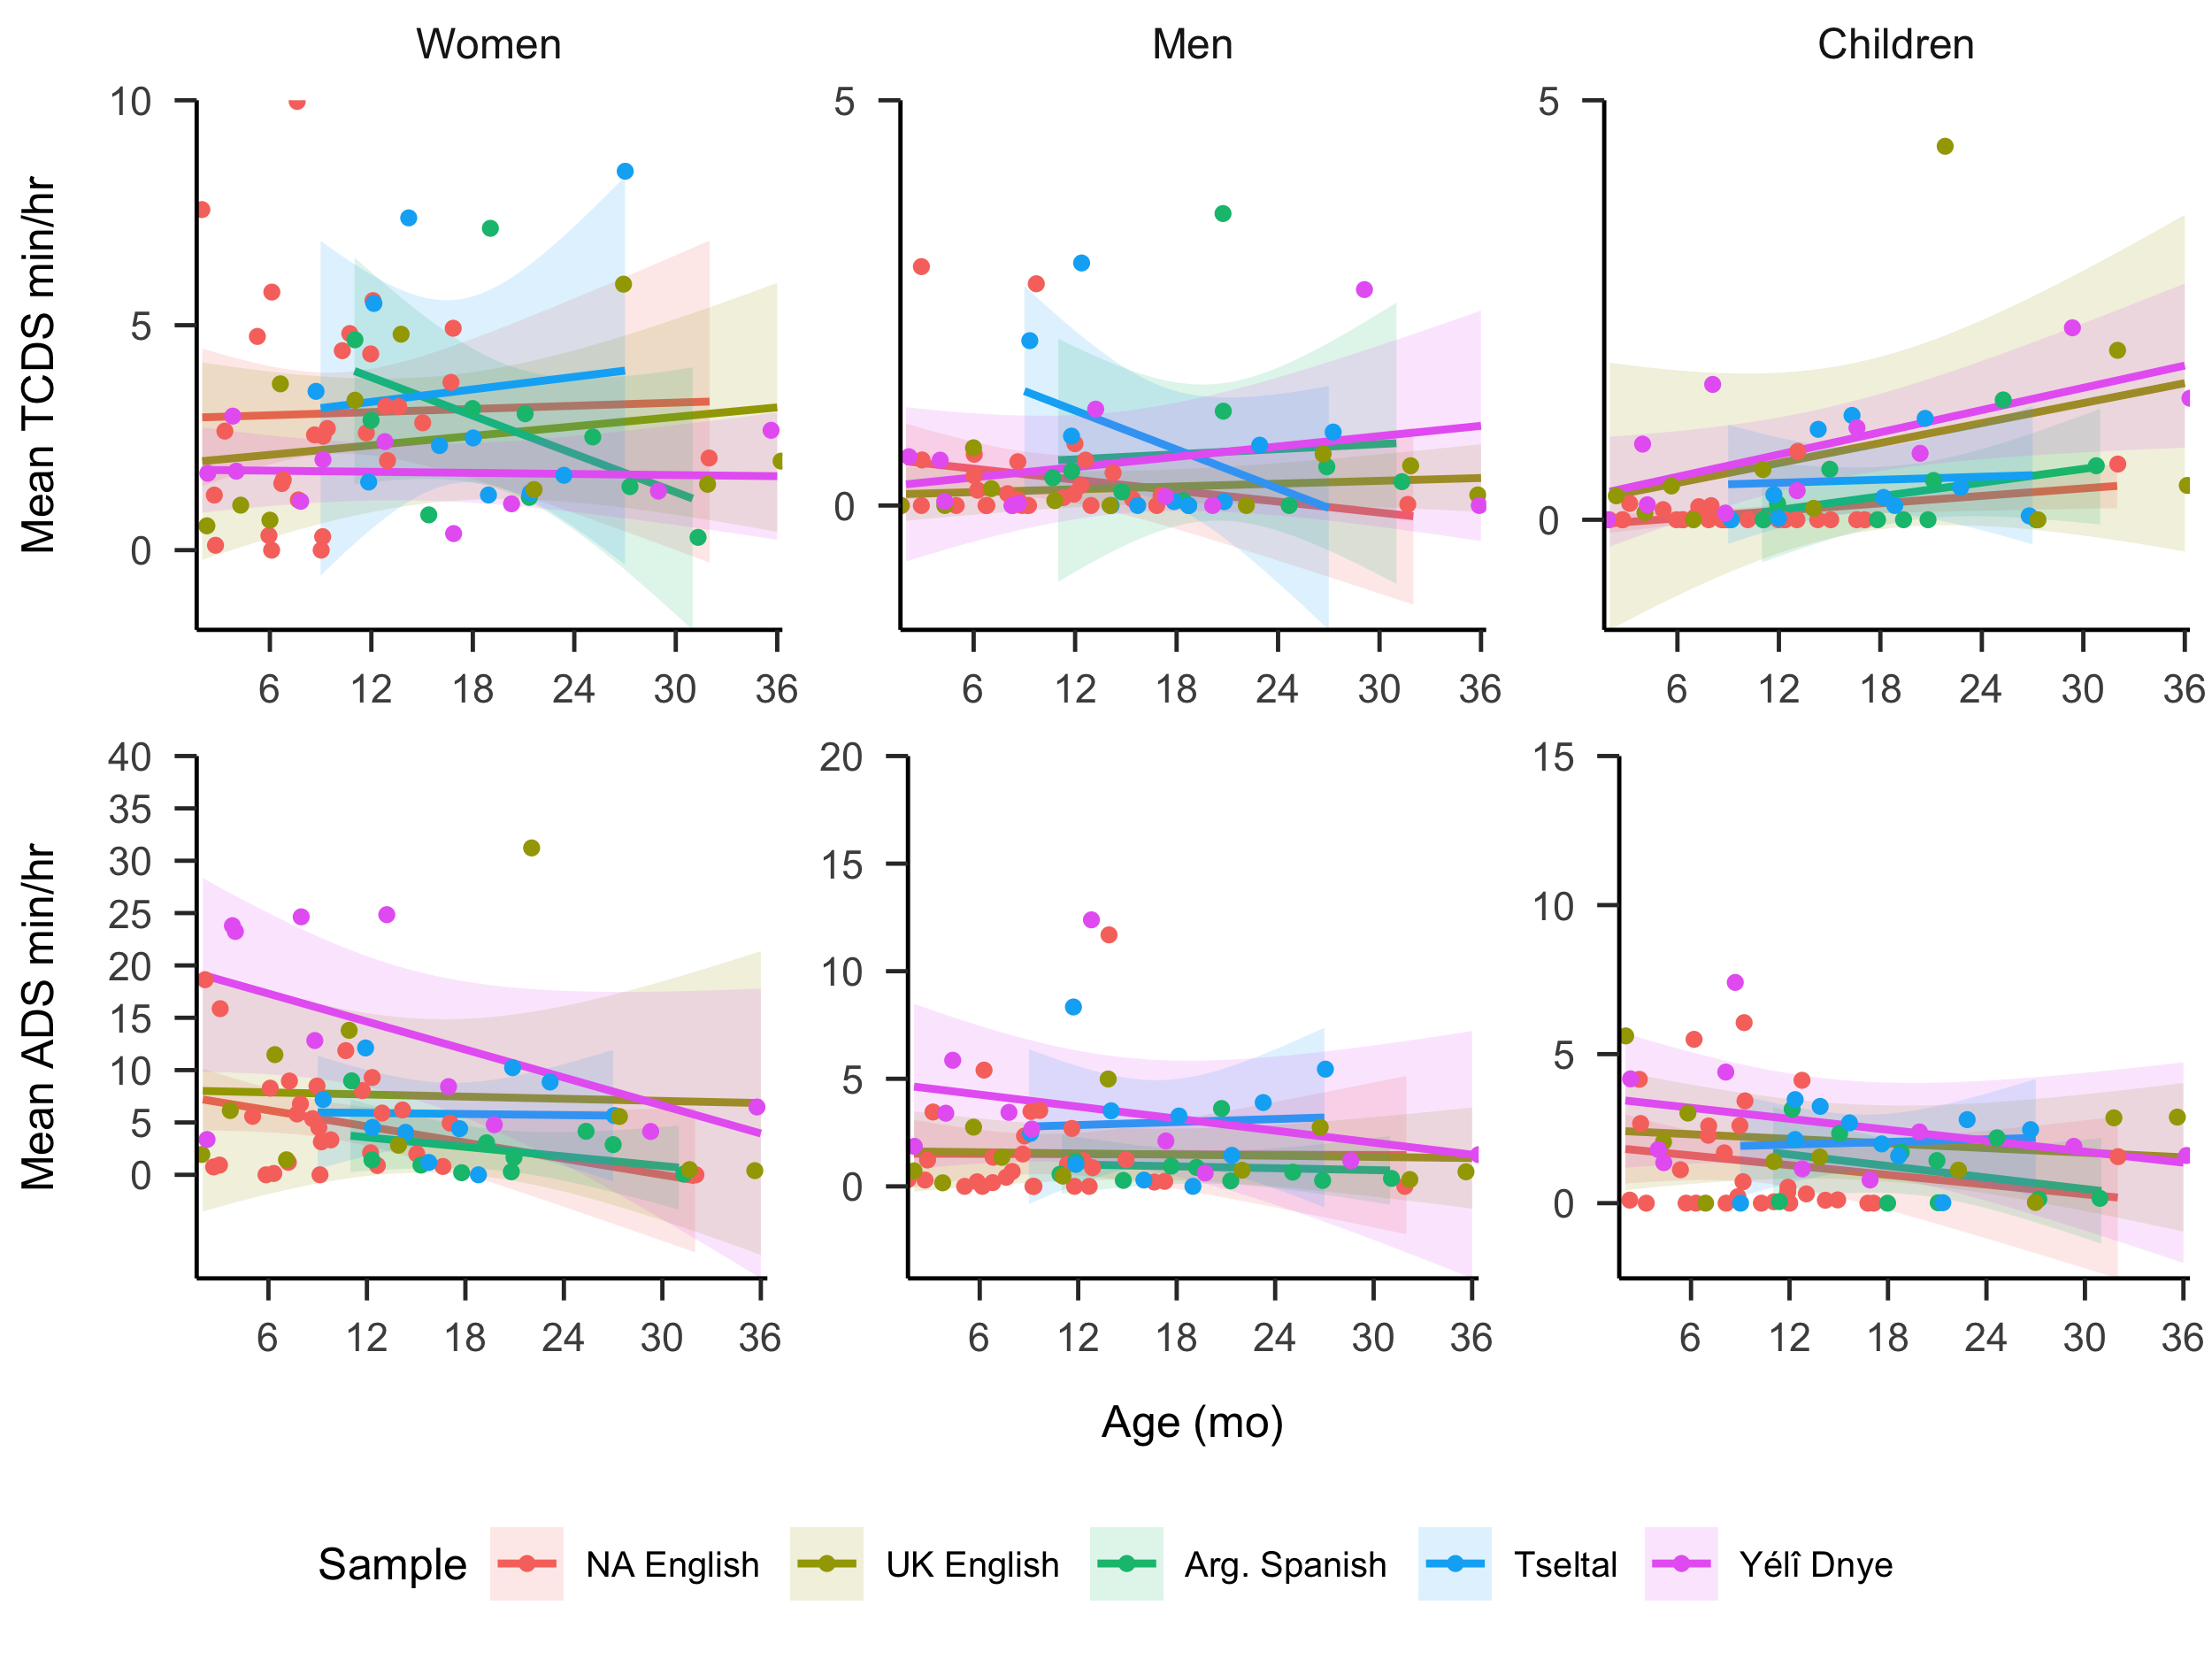 Women Men Children
Mean TCDS min/hr
10
5
0
6 12 18 24 30 36
5
0
6 12 18 24 30 36
5
0
6 12 18 24 30 36
Mean ADS min/hr
40
35
30
25
20
15
10
5
0
6 12 18 24 30 36
20
15
10
5
0
6 12 18 24 30 36
15
10
5
0
6 12 18 24 30 36
Age (mo)
Sample NA English UK English Arg. Spanish Tseltal Yélî Dnye